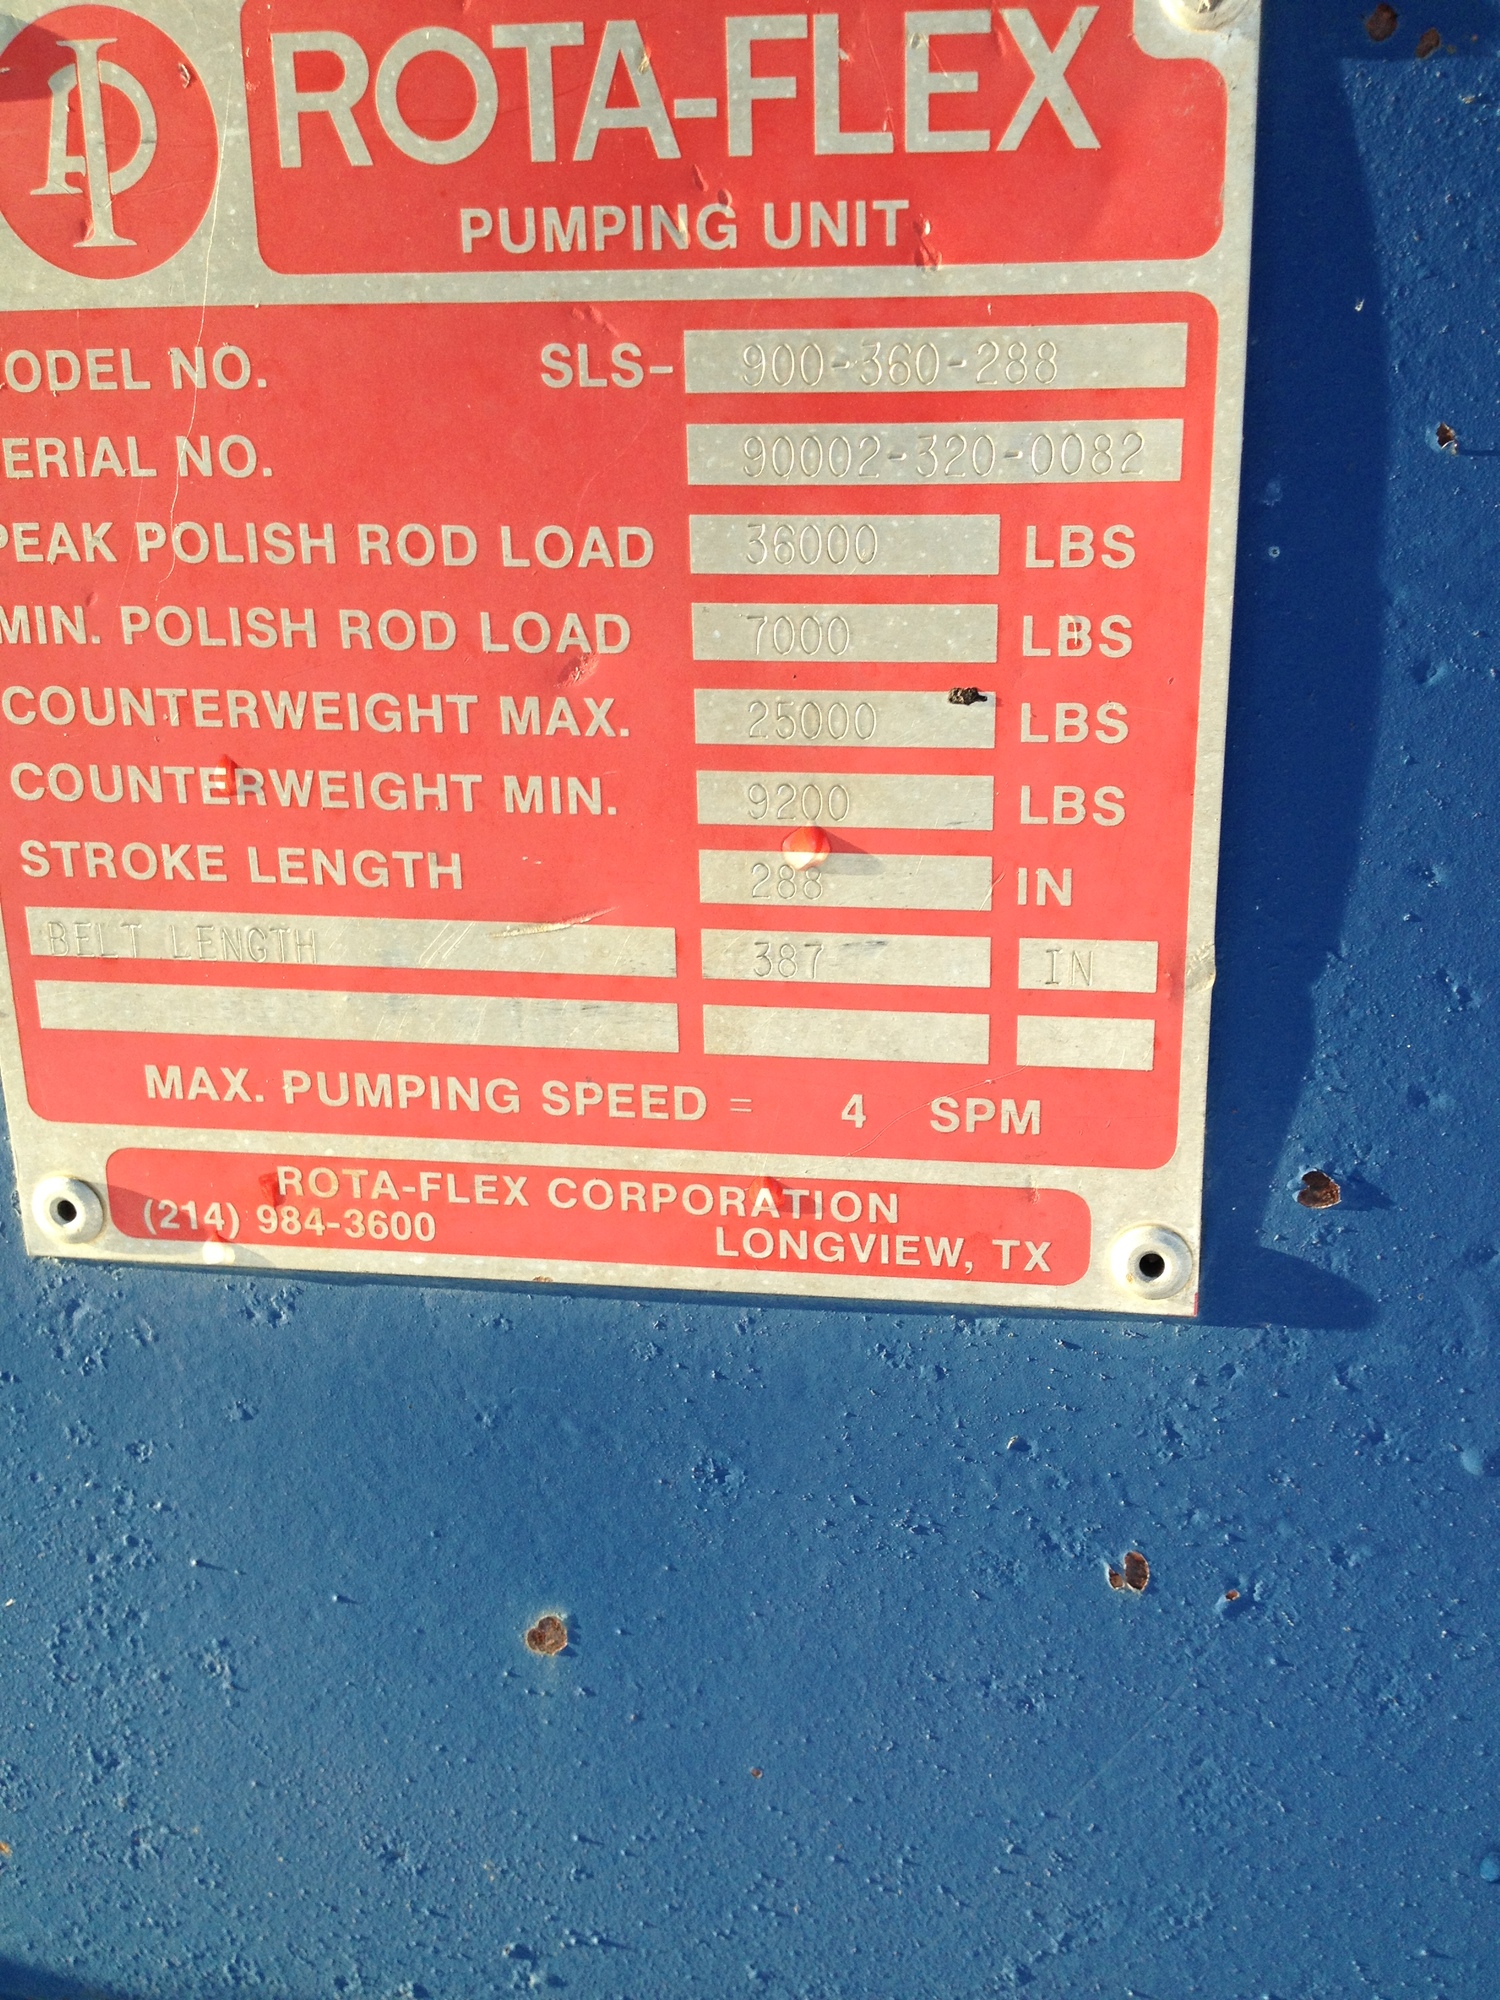 ROTA-FLEX
PUMPING UNIT
ODEL NO. SLS- 900-360-288
ERIAL NO. 90002-320-0082
PEAK POLISH ROD LOAD 36000 LBS
MIN. POLISH ROD LOAD 7000 LBS
COUNTERWEIGHT MAX. 25000 LBS
COUNTERWEIGHT MIN. 9200 LBS
STROKE LENGTH 288 IN
BELT LENGTH 387 IN
MAX. PUMPING SPEED = 4 SPM
ROTA-FLEX CORPORATION
(214) 984-3600 LONGVIEW, TX